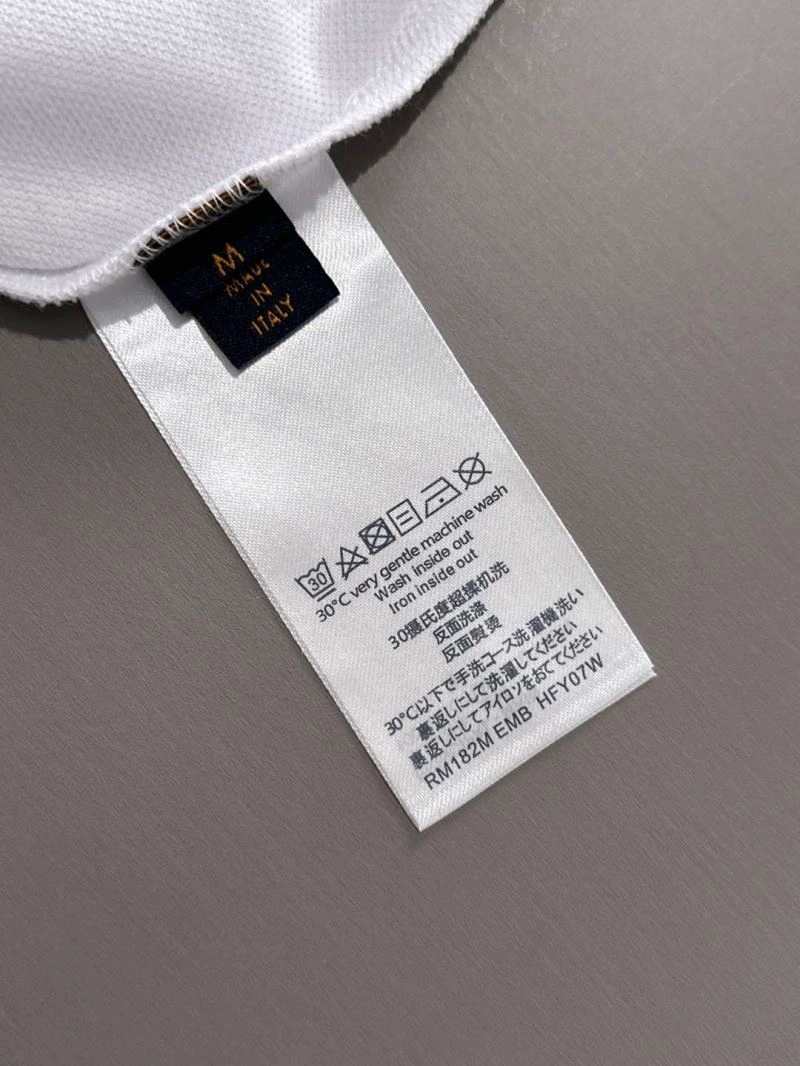 M
MADE
IN
ITALY
30
30°C very gentle machine wash
Wash inside out
Iron inside out
30摄氏度超揉机洗
反面洗涤
反面熨烫
30℃以下で手洗コース洗濯機洗い
裏返しにして洗濯してください
裏返しにしてアイロンをおててください
RM182M EMB HFY07W